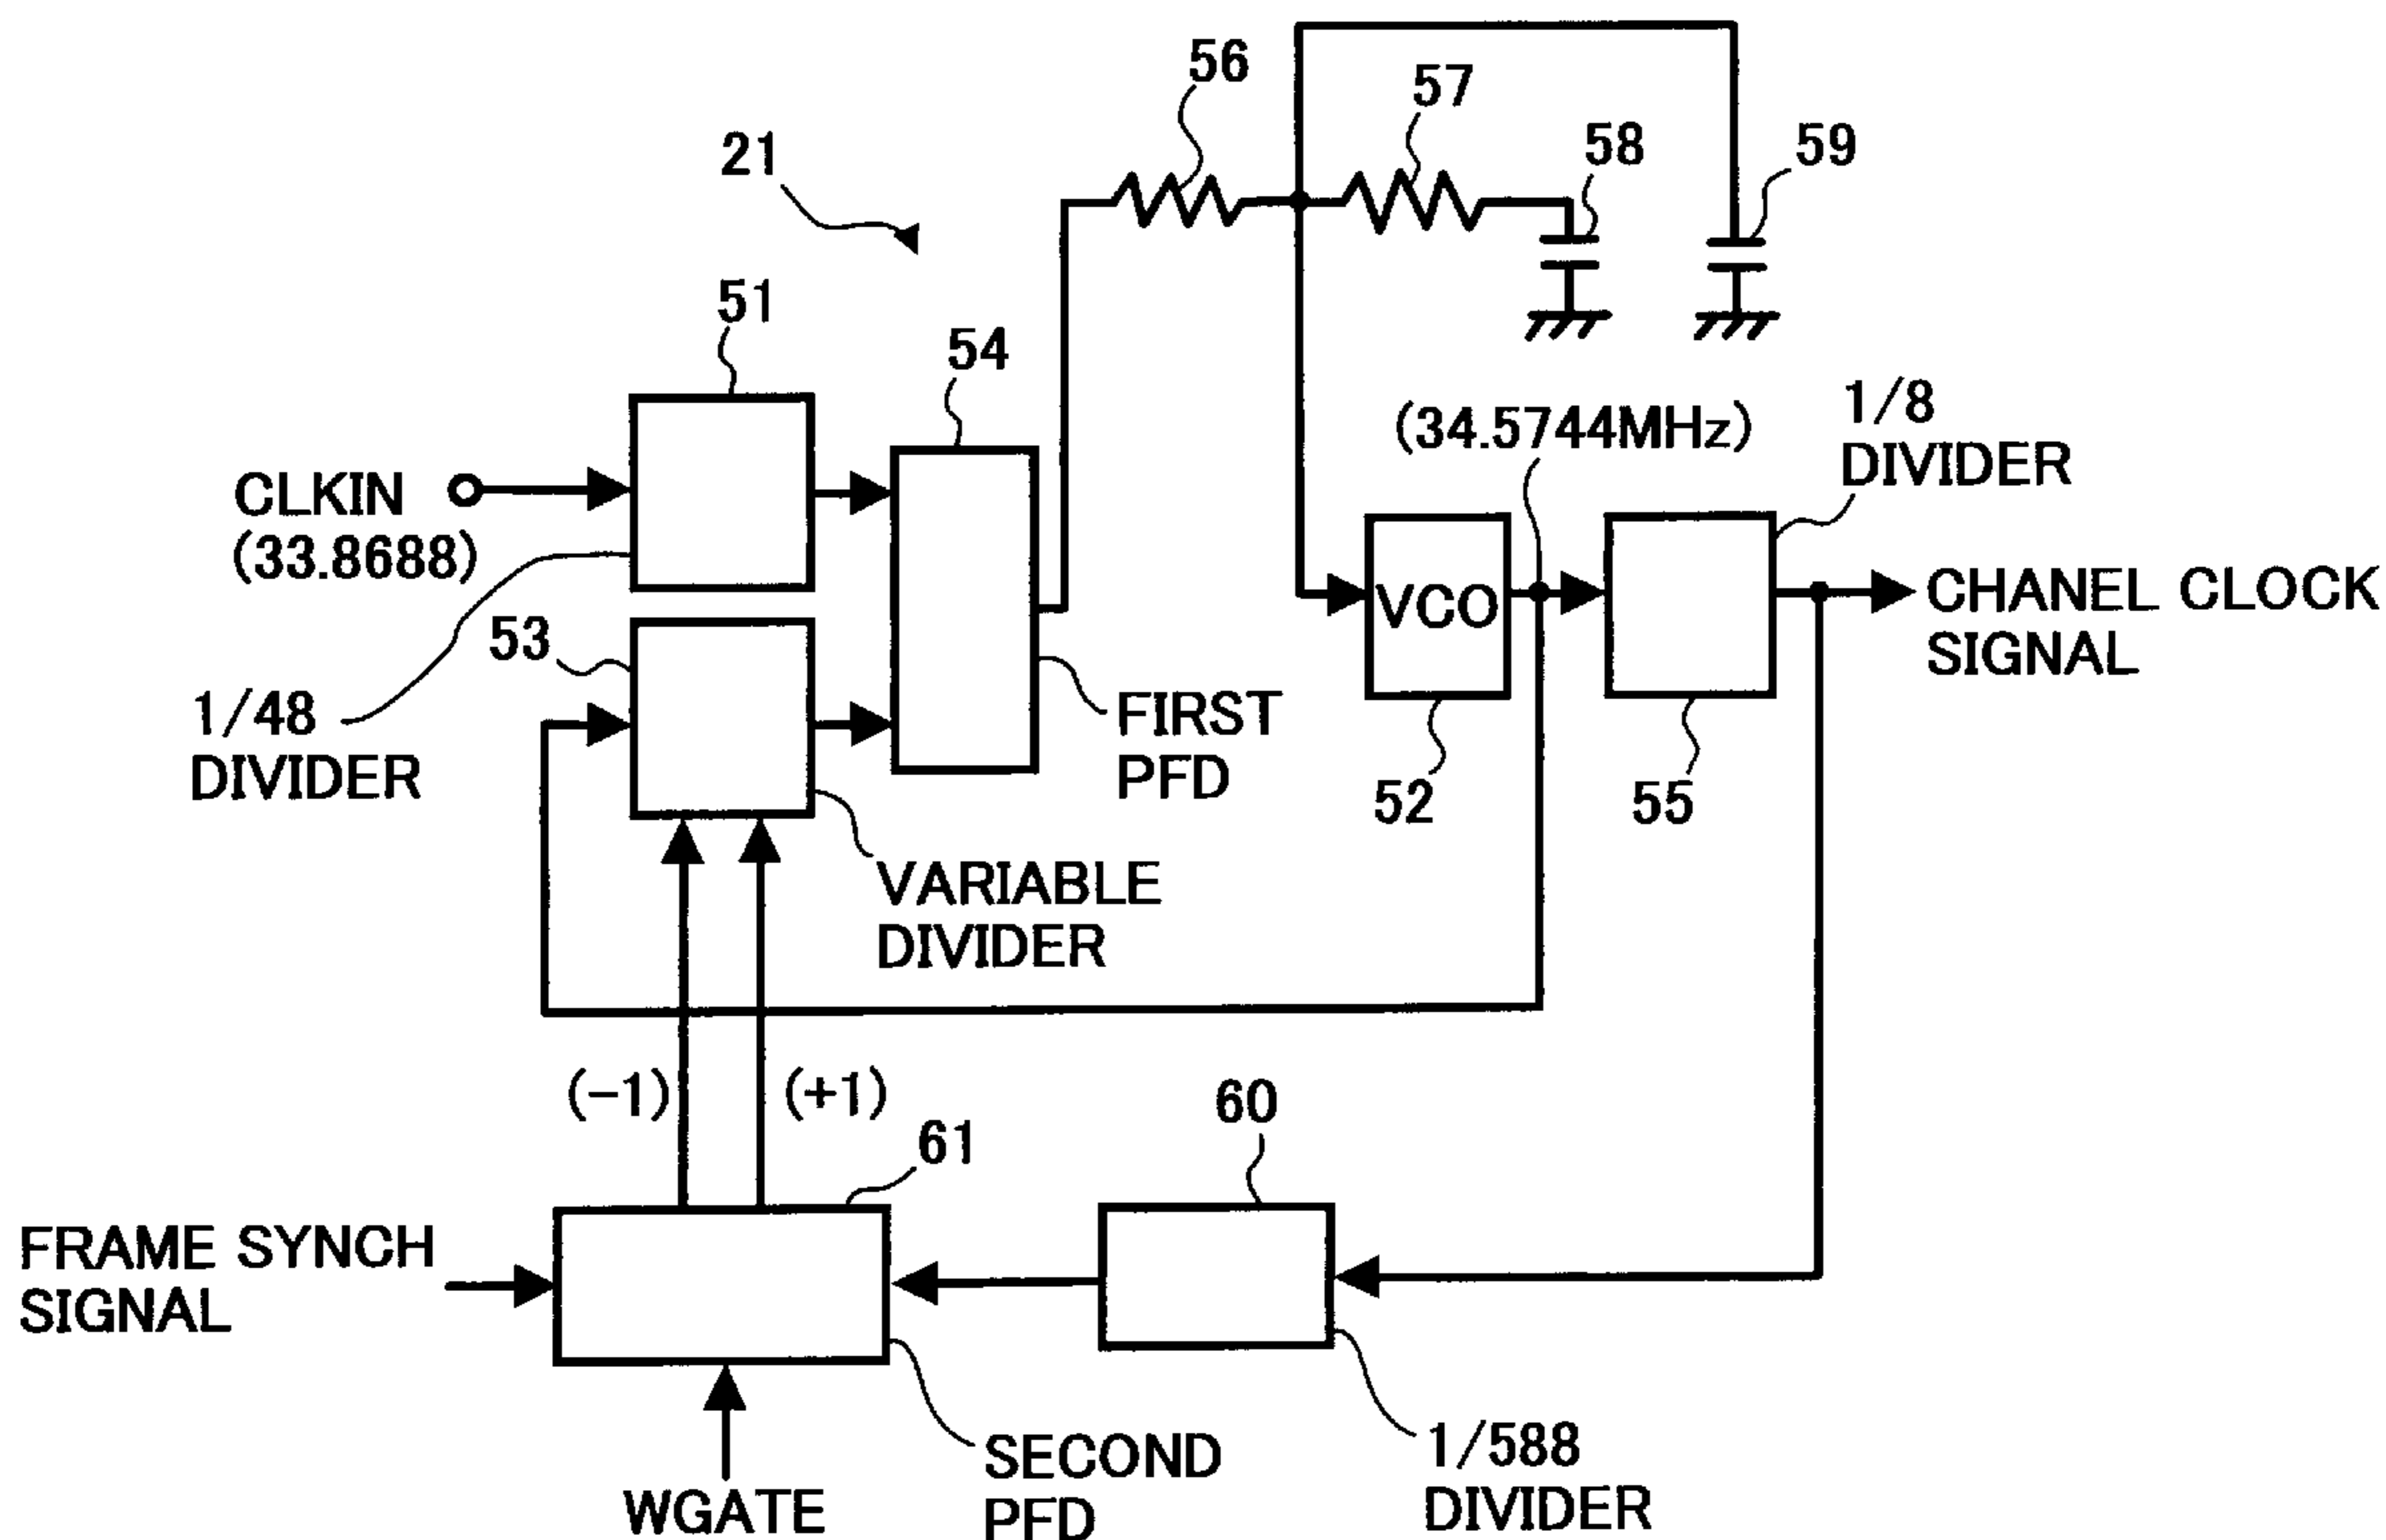 56
57
58
59
21
51
54
(34.5744MHz)
1/8
DIVIDER
CLKIN
(33.8688)
VCO
CHANEL CLOCK
SIGNAL
53
1/48
DIVIDER
FIRST
PFD
52
55
VARIABLE
DIVIDER
(-1)
(+1)
60
61
FRAME SYNCH
SIGNAL
SECOND
PFD
1/588
DIVIDER
WGATE